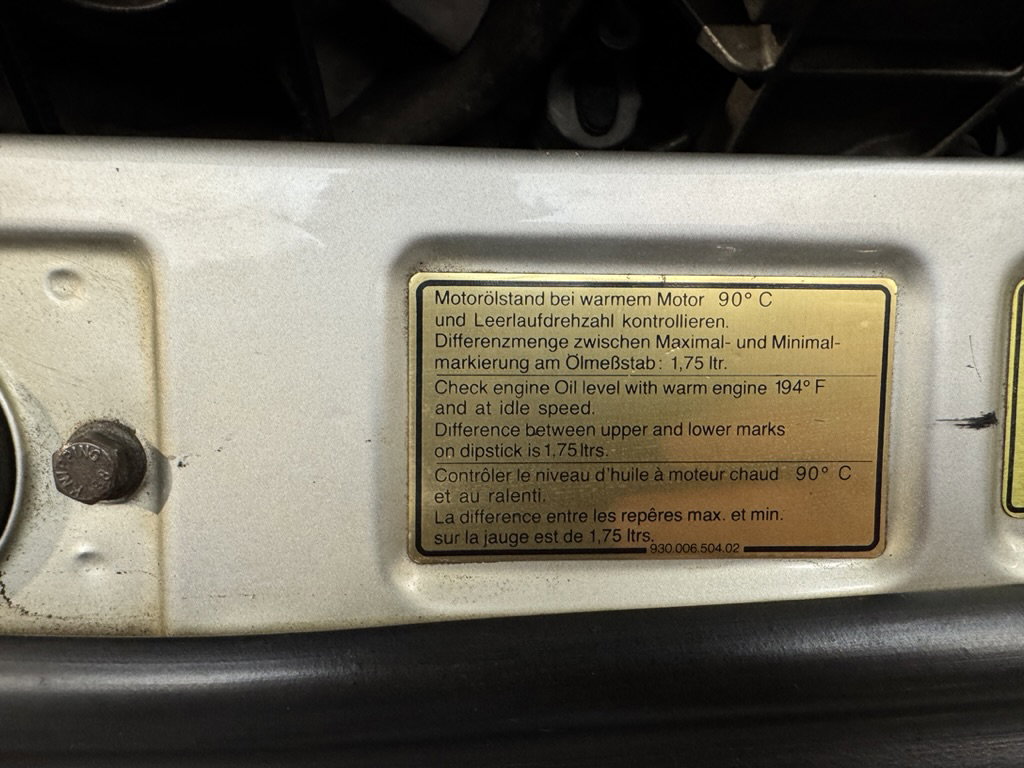 Motorölstand bei warmem Motor 90° C
und Leerlaufdrehzahl kontrollieren.
Differenzmenge zwischen Maximal- und Minimal-
markierung am Ölmeßstab: 1,75 ltr.
Check engine Oil level with warm engine 194° F
and at idle speed.
Difference between upper and lower marks
on dipstick is 1,75 ltrs.
Contrôler le niveau d'huile à moteur chaud 90° C
et au ralenti.
La difference entre les repêres max. et min.
sur la jauge est de 1,75 ltrs.
930.006.504.02